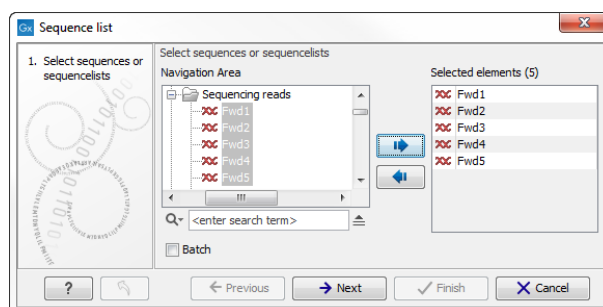 Gx Sequence list
1. Select sequences or
sequencelists
Select sequences or sequencelists
Navigation Area
Sequencing reads
Fwd1
Fwd2
Fwd3
Fwd4
Fwd5
<enter search term>
Batch
Selected elements (5)
Fwd1
Fwd2
Fwd3
Fwd4
Fwd5
?
Previous
Next
Finish
Cancel